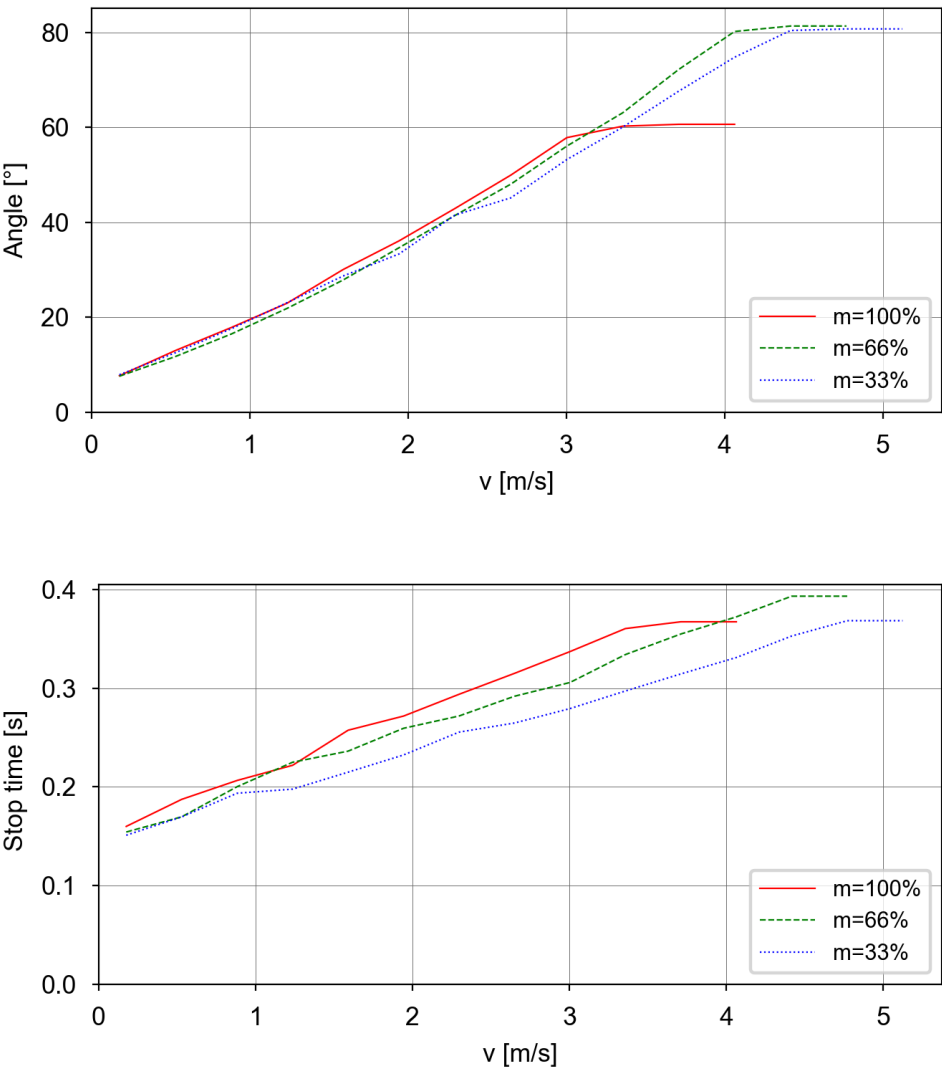 Angle [°]
80
60
40
20
0
0 1 2 3 4 5
v [m/s]
m=100%
m=66%
m=33%
Stop time [s]
0.4
0.3
0.2
0.1
0.0
0 1 2 3 4 5
v [m/s]
m=100%
m=66%
m=33%